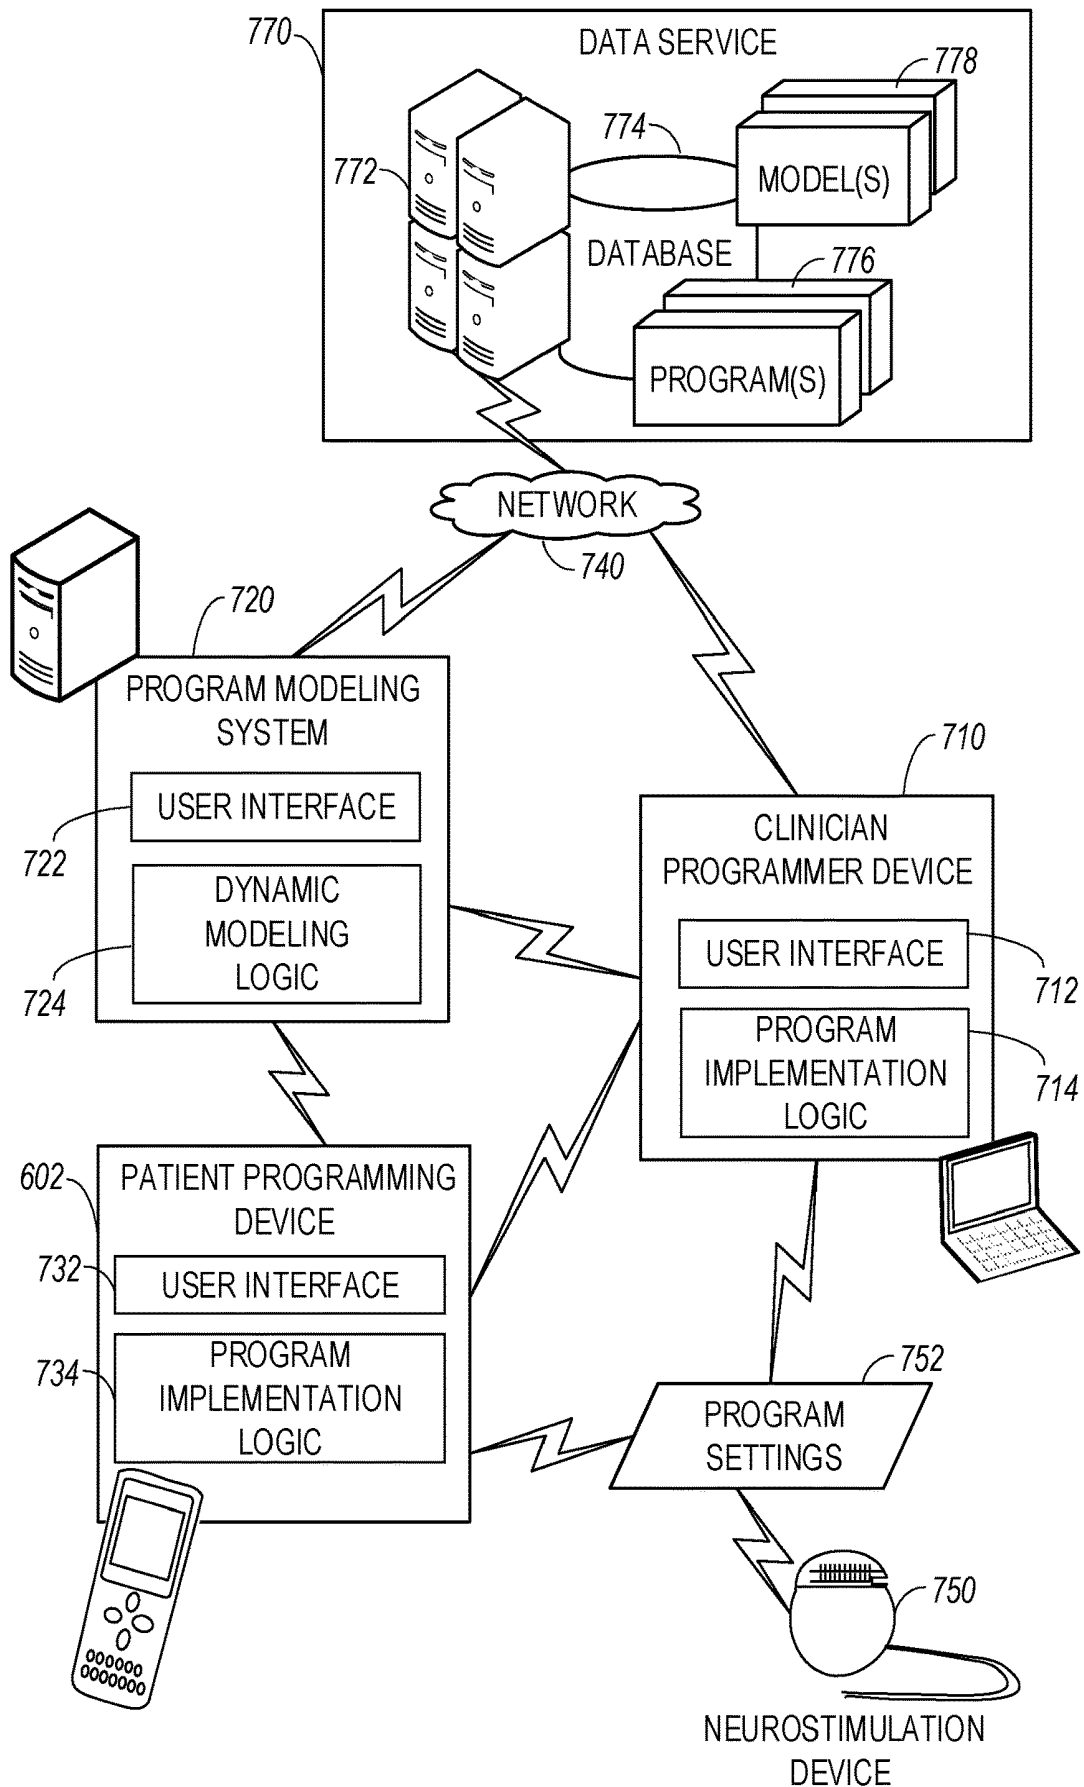 770
DATA SERVICE
778
774
772
MODEL(S)
DATABASE
776
PROGRAM(S)
NETWORK
740
720
PROGRAM MODELING
SYSTEM
710
USER INTERFACE
722
CLINICIAN
PROGRAMMER DEVICE
DYNAMIC
MODELING
LOGIC
724
USER INTERFACE
712
PROGRAM
IMPLEMENTATION
LOGIC
714
602
PATIENT PROGRAMMING
DEVICE
732
USER INTERFACE
734
PROGRAM
IMPLEMENTATION
LOGIC
752
PROGRAM
SETTINGS
750
NEUROSTIMULATION
DEVICE